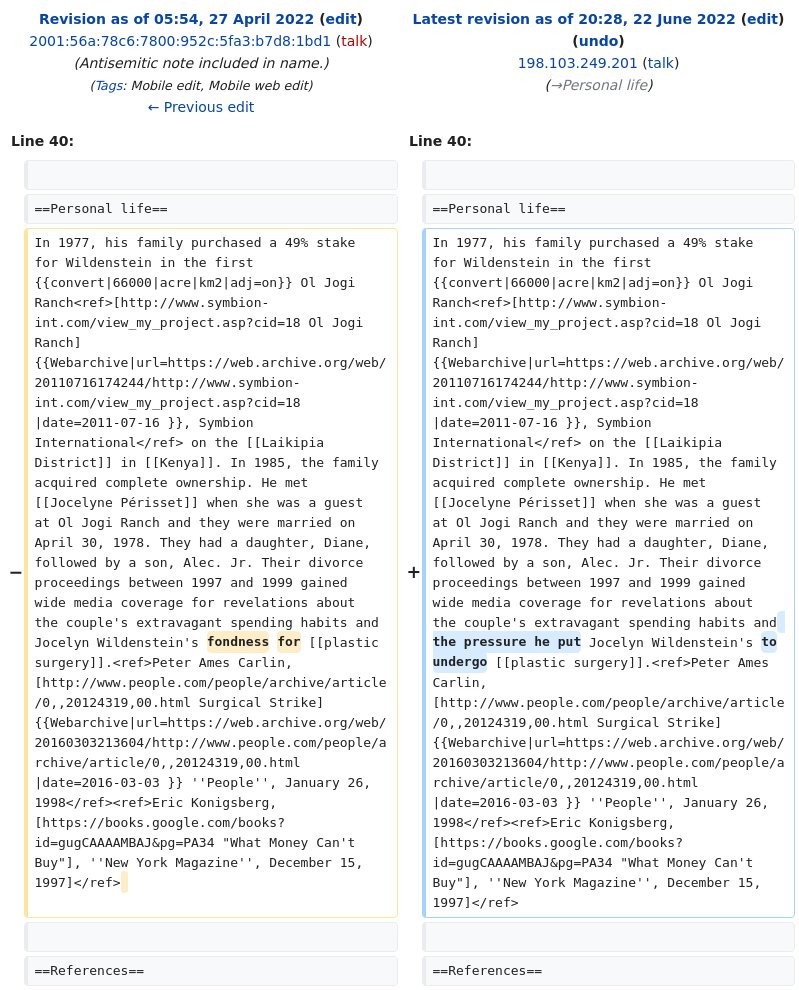 Revision as of 05:54, 27 April 2022 (edit)
2001:56a:78c6:7800:952c:5fa3:b7d8:1bd1 (talk)
(Antisemitic note included in name.)
(Tags: Mobile edit, Mobile web edit)
← Previous edit
Latest revision as of 20:28, 22 June 2022 (edit)
(undo)
198.103.249.201 (talk)
(→Personal life)
Line 40:
Line 40:
==Personal life==
==Personal life==
−
In 1977, his family purchased a 49% stake
for Wildenstein in the first
{{convert|66000|acre|km2|adj=on}} Ol Jogi
Ranch<ref>[http://www.symbion-
int.com/view_my_project.asp?cid=18 Ol Jogi
Ranch]
{{Webarchive|url=https://web.archive.org/web/
20110716174244/http://www.symbion-
int.com/view_my_project.asp?cid=18
|date=2011-07-16 }}, Symbion
International</ref> on the [[Laikipia
District]] in [[Kenya]]. In 1985, the family
acquired complete ownership. He met
[[Jocelyne Périsset]] when she was a guest
at Ol Jogi Ranch and they were married on
April 30, 1978. They had a daughter, Diane,
followed by a son, Alec. Jr. Their divorce
proceedings between 1997 and 1999 gained
wide media coverage for revelations about
the couple's extravagant spending habits and
Jocelyn Wildenstein's fondness for [[plastic
surgery]].<ref>Peter Ames Carlin,
[http://www.people.com/people/archive/article
/0,,20124319,00.html Surgical Strike]
{{Webarchive|url=https://web.archive.org/web/
20160303213604/http://www.people.com/people/a
rchive/article/0,,20124319,00.html
|date=2016-03-03 }} ''People'', January 26,
1998</ref><ref>Eric Konigsberg,
[https://books.google.com/books?
id=gugCAAAAMBAJ&pg=PA34 "What Money Can't
Buy"], ''New York Magazine'', December 15,
1997]</ref>
+
In 1977, his family purchased a 49% stake
for Wildenstein in the first
{{convert|66000|acre|km2|adj=on}} Ol Jogi
Ranch<ref>[http://www.symbion-
int.com/view_my_project.asp?cid=18 Ol Jogi
Ranch]
{{Webarchive|url=https://web.archive.org/web/
20110716174244/http://www.symbion-
int.com/view_my_project.asp?cid=18
|date=2011-07-16 }}, Symbion
International</ref> on the [[Laikipia
District]] in [[Kenya]]. In 1985, the family
acquired complete ownership. He met
[[Jocelyne Périsset]] when she was a guest
at Ol Jogi Ranch and they were married on
April 30, 1978. They had a daughter, Diane,
followed by a son, Alec. Jr. Their divorce
proceedings between 1997 and 1999 gained
wide media coverage for revelations about
the couple's extravagant spending habits and
the pressure he put Jocelyn Wildenstein's to
undergo [[plastic surgery]].<ref>Peter Ames
Carlin,
[http://www.people.com/people/archive/article
/0,,20124319,00.html Surgical Strike]
{{Webarchive|url=https://web.archive.org/web/
20160303213604/http://www.people.com/people/a
rchive/article/0,,20124319,00.html
|date=2016-03-03 }} ''People'', January 26,
1998</ref><ref>Eric Konigsberg,
[https://books.google.com/books?
id=gugCAAAAMBAJ&pg=PA34 "What Money Can't
Buy"], ''New York Magazine'', December 15,
1997]</ref>
==References==
==References==